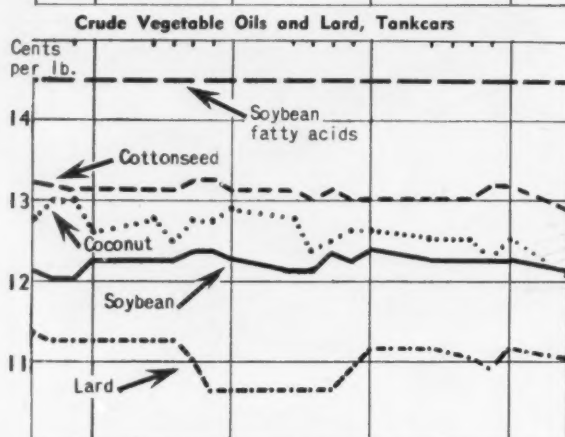 Crude Vegetable Oils and Lard, Tankcars
Cents
per lb.
14
Soybean
fatty acids
Cottonseed
13
Coconut
12
Soybean
11
Lard